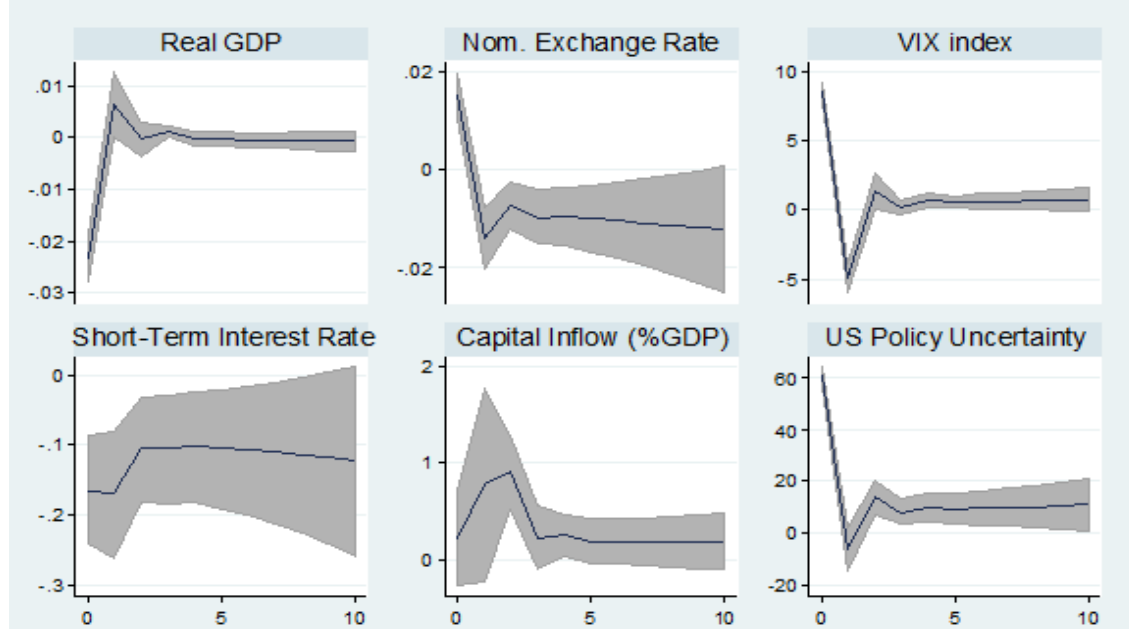 Real GDP
Nom. Exchange Rate
VIX index
.01
0
-.01
-.02
-.03
.02
0
-.02
10
5
0
-5
Short-Term Interest Rate
Capital Inflow (%GDP)
US Policy Uncertainty
0
-.1
-.2
-.3
0 5 10
2
1
0
0 5 10
60
40
20
0
-20
0 5 10